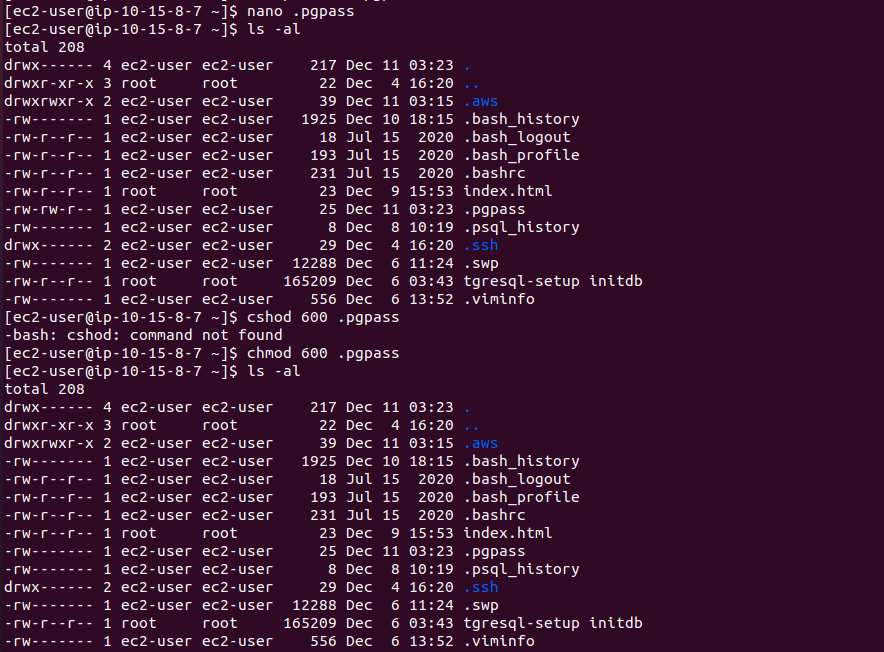 [ec2-user@ip-10-15-8-7 ~]$ nano .pgpass
[ec2-user@ip-10-15-8-7 ~]$ ls -al
total 208
drwx------ 4 ec2-user ec2-user    217 Dec 11 03:23 .
drwxr-xr-x 3 root     root         22 Dec  4 16:20 ..
drwxrwxr-x 2 ec2-user ec2-user     39 Dec 11 03:15 .aws
-rw------- 1 ec2-user ec2-user   1925 Dec 10 18:15 .bash_history
-rw-r--r-- 1 ec2-user ec2-user     18 Jul 15  2020 .bash_logout
-rw-r--r-- 1 ec2-user ec2-user    193 Jul 15  2020 .bash_profile
-rw-r--r-- 1 ec2-user ec2-user    231 Jul 15  2020 .bashrc
-rw-r--r-- 1 root     root         23 Dec  9 15:53 index.html
-rw-rw-r-- 1 ec2-user ec2-user     25 Dec 11 03:23 .pgpass
-rw------- 1 ec2-user ec2-user      8 Dec  8 10:19 .psql_history
drwx------ 2 ec2-user ec2-user     29 Dec  4 16:20 .ssh
-rw------- 1 ec2-user ec2-user  12288 Dec  6 11:24 .swp
-rw-r--r-- 1 root     root     165209 Dec  6 03:43 tgresql-setup initdb
-rw------- 1 ec2-user ec2-user    556 Dec  6 13:52 .viminfo
[ec2-user@ip-10-15-8-7 ~]$ cshod 600 .pgpass
-bash: cshod: command not found
[ec2-user@ip-10-15-8-7 ~]$ chmod 600 .pgpass
[ec2-user@ip-10-15-8-7 ~]$ ls -al
total 208
drwx------ 4 ec2-user ec2-user    217 Dec 11 03:23 .
drwxr-xr-x 3 root     root         22 Dec  4 16:20 ..
drwxrwxr-x 2 ec2-user ec2-user     39 Dec 11 03:15 .aws
-rw------- 1 ec2-user ec2-user   1925 Dec 10 18:15 .bash_history
-rw-r--r-- 1 ec2-user ec2-user     18 Jul 15  2020 .bash_logout
-rw-r--r-- 1 ec2-user ec2-user    193 Jul 15  2020 .bash_profile
-rw-r--r-- 1 ec2-user ec2-user    231 Jul 15  2020 .bashrc
-rw-r--r-- 1 root     root         23 Dec  9 15:53 index.html
-rw------- 1 ec2-user ec2-user     25 Dec 11 03:23 .pgpass
-rw------- 1 ec2-user ec2-user      8 Dec  8 10:19 .psql_history
drwx------ 2 ec2-user ec2-user     29 Dec  4 16:20 .ssh
-rw------- 1 ec2-user ec2-user  12288 Dec  6 11:24 .swp
-rw-r--r-- 1 root     root     165209 Dec  6 03:43 tgresql-setup initdb
-rw------- 1 ec2-user ec2-user    556 Dec  6 13:52 .viminfo